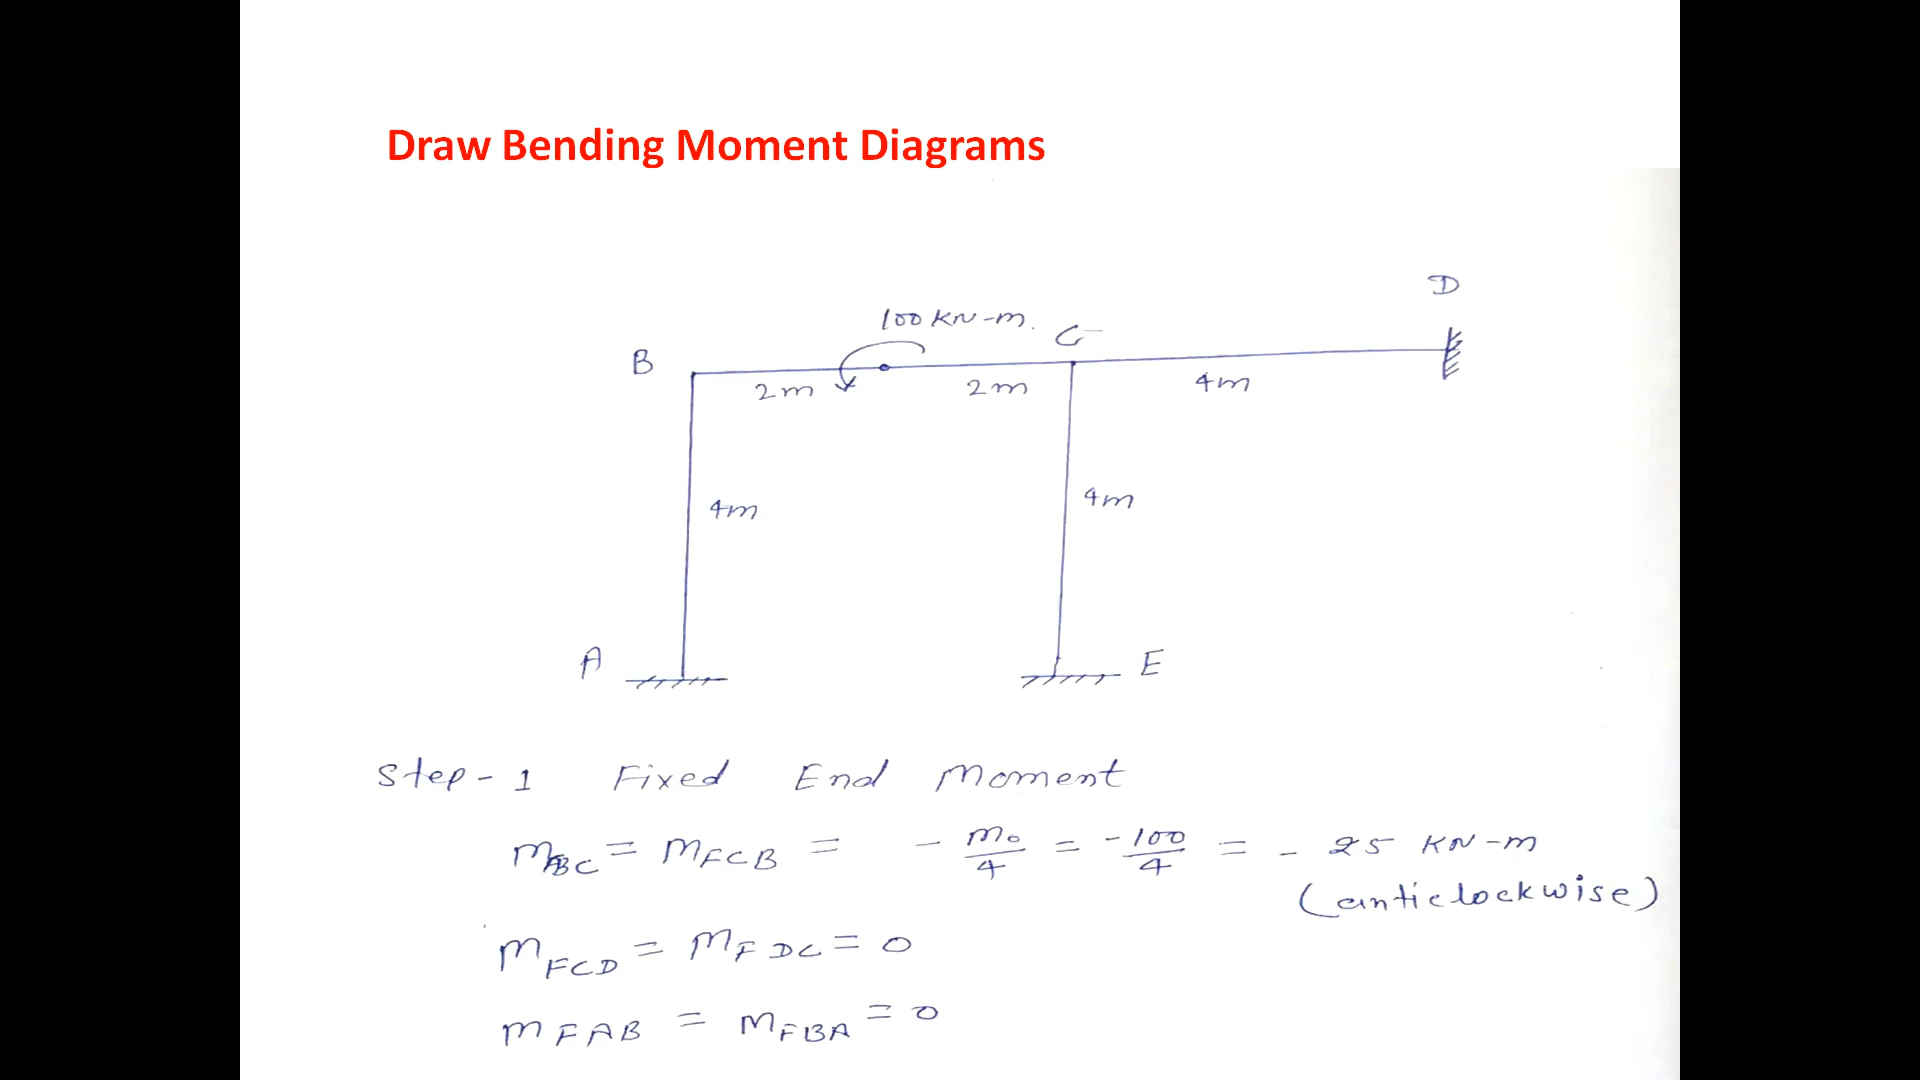 Draw Bending Moment Diagrams
D
100 KN-m.
C
B
2m
2m
4m
4m
4m
A
E
Step - 1 Fixed End Moment
MFBC = MFCB = - M0/4 = -100/4 = - 25 KN-m
(anticlockwise)
MFCD = MFDC = 0
MFAB = MFBA = 0